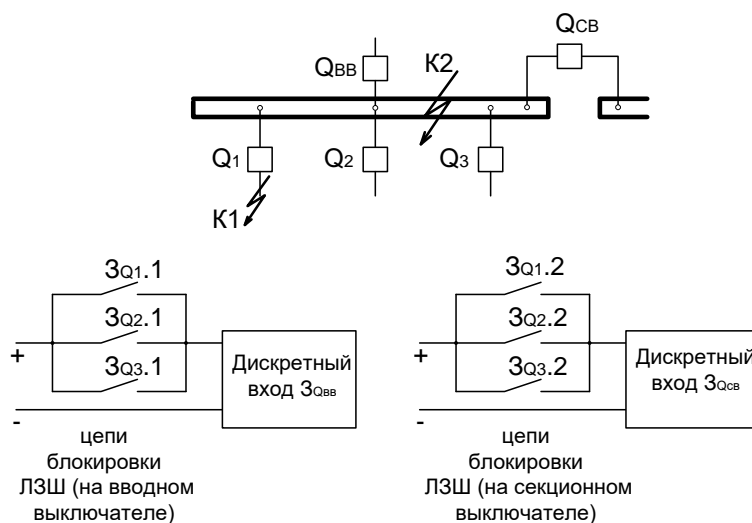 QСВ
QВВ
К2
Q1
Q2
Q3
К1
ЗQ1.1
ЗQ2.1
ЗQ3.1
+
-
Дискретный
вход ЗQвв
цепи
блокировки
ЛЗШ (на вводном
выключателе)
ЗQ1.2
ЗQ2.2
ЗQ3.2
+
-
Дискретный
вход ЗQсв
цепи
блокировки
ЛЗШ (на секционном
выключателе)